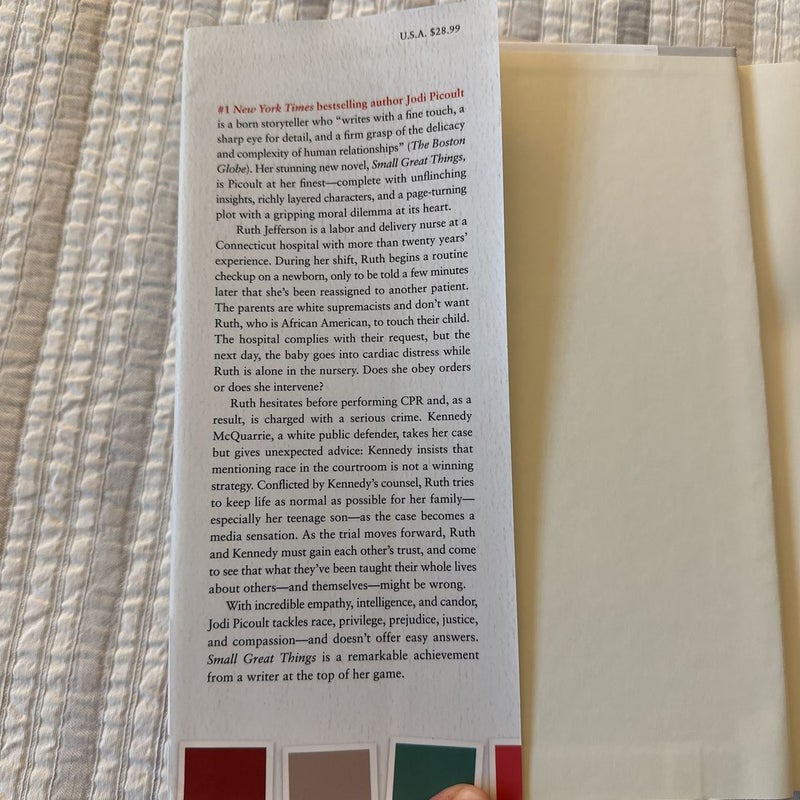 U.S.A. $28.99
#1 New York Times bestselling author Jodi Picoult
is a born storyteller who “writes with a fine touch, a
sharp eye for detail, and a firm grasp of the delicacy
and complexity of human relationships” (The Boston
Globe). Her stunning new novel, Small Great Things,
is Picoult at her finest—complete with unflinching
insights, richly layered characters, and a page-turning
plot with a gripping moral dilemma at its heart.
Ruth Jefferson is a labor and delivery nurse at a
Connecticut hospital with more than twenty years’
experience. During her shift, Ruth begins a routine
checkup on a newborn, only to be told a few minutes
later that she’s been reassigned to another patient.
The parents are white supremacists and don’t want
Ruth, who is African American, to touch their child.
The hospital complies with their request, but the
next day, the baby goes into cardiac distress while
Ruth is alone in the nursery. Does she obey orders
or does she intervene?
Ruth hesitates before performing CPR and, as a
result, is charged with a serious crime. Kennedy
McQuarrie, a white public defender, takes her case
but gives unexpected advice: Kennedy insists that
mentioning race in the courtroom is not a winning
strategy. Conflicted by Kennedy’s counsel, Ruth tries
to keep life as normal as possible for her family—
especially her teenage son—as the case becomes a
media sensation. As the trial moves forward, Ruth
and Kennedy must gain each other’s trust, and come
to see that what they’ve been taught their whole lives
about others—and themselves—might be wrong.
With incredible empathy, intelligence, and candor,
Jodi Picoult tackles race, privilege, prejudice, justice,
and compassion—and doesn’t offer easy answers.
Small Great Things is a remarkable achievement
from a writer at the top of her game.